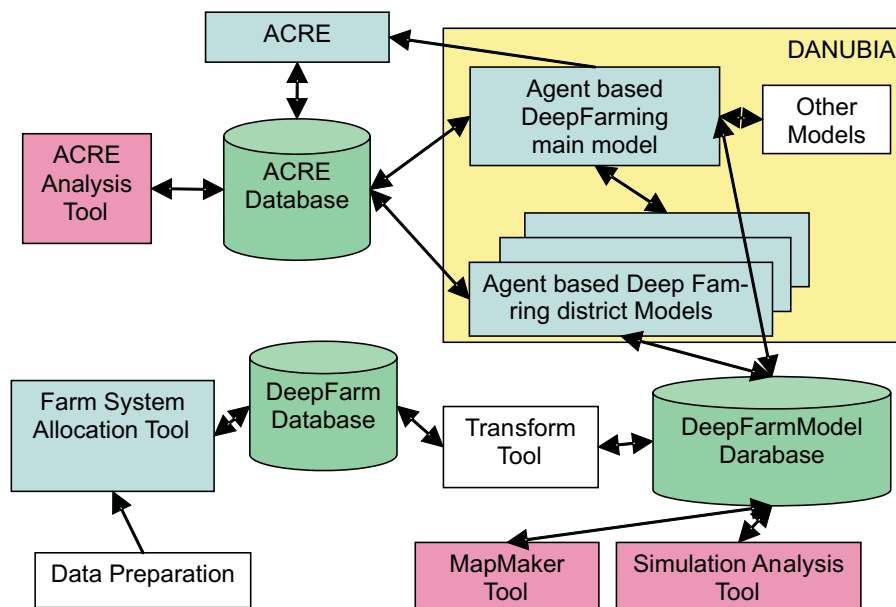 ACRE
DANUBIA
Agent based
DeepFarming
main model
Other
Models
ACRE
Analysis
Tool
ACRE
Database
Agent based Deep Fam-
ring district Models
DeepFarm
Database
Farm System
Allocation Tool
Transform
Tool
DeepFarmModel
Darabase
Data Preparation
MapMaker
Tool
Simulation Analysis
Tool